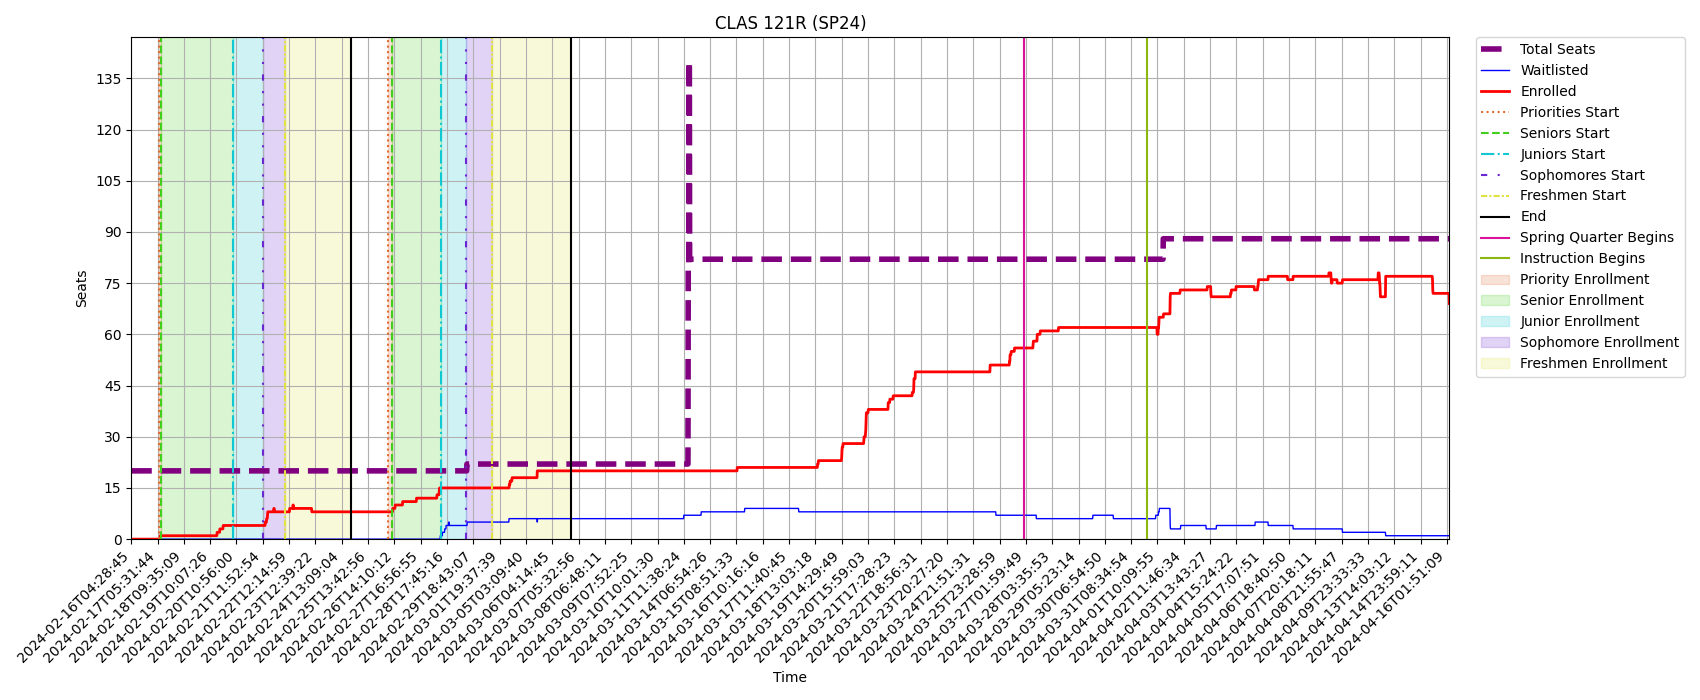 CLAS 121R (SP24)
Seats
135
120
105
90
75
60
45
30
15
0
2024-02-16T04:28:45
2024-02-17T05:31:44
2024-02-18T09:35:09
2024-02-19T10:07:26
2024-02-20T10:56:00
2024-02-21T11:52:54
2024-02-22T12:14:59
2024-02-23T12:39:22
2024-02-24T13:09:04
2024-02-25T13:42:56
2024-02-26T14:10:12
2024-02-27T16:56:55
2024-02-28T17:45:16
2024-02-29T18:43:07
2024-03-01T19:37:39
2024-03-05T03:09:40
2024-03-06T04:14:45
2024-03-07T05:32:56
2024-03-08T06:48:11
2024-03-09T07:52:25
2024-03-10T10:01:30
2024-03-11T11:38:24
2024-03-14T06:54:26
2024-03-15T08:51:33
2024-03-16T10:16:16
2024-03-17T11:40:45
2024-03-18T13:03:18
2024-03-19T14:29:49
2024-03-20T15:59:03
2024-03-21T17:28:23
2024-03-22T18:56:31
2024-03-23T20:27:20
2024-03-24T21:51:31
2024-03-25T23:28:59
2024-03-27T01:59:49
2024-03-28T03:35:53
2024-03-29T05:23:14
2024-03-30T06:54:50
2024-03-31T08:34:54
2024-04-01T10:09:55
2024-04-02T11:46:34
2024-04-03T13:43:27
2024-04-04T15:24:22
2024-04-05T17:07:51
2024-04-06T18:40:50
2024-04-07T20:18:11
2024-04-08T21:55:47
2024-04-09T23:33:33
2024-04-13T14:03:12
2024-04-14T23:59:11
2024-04-16T01:51:09
Time
Total Seats
Waitlisted
Enrolled
Priorities Start
Seniors Start
Juniors Start
Sophomores Start
Freshmen Start
End
Spring Quarter Begins
Instruction Begins
Priority Enrollment
Senior Enrollment
Junior Enrollment
Sophomore Enrollment
Freshmen Enrollment